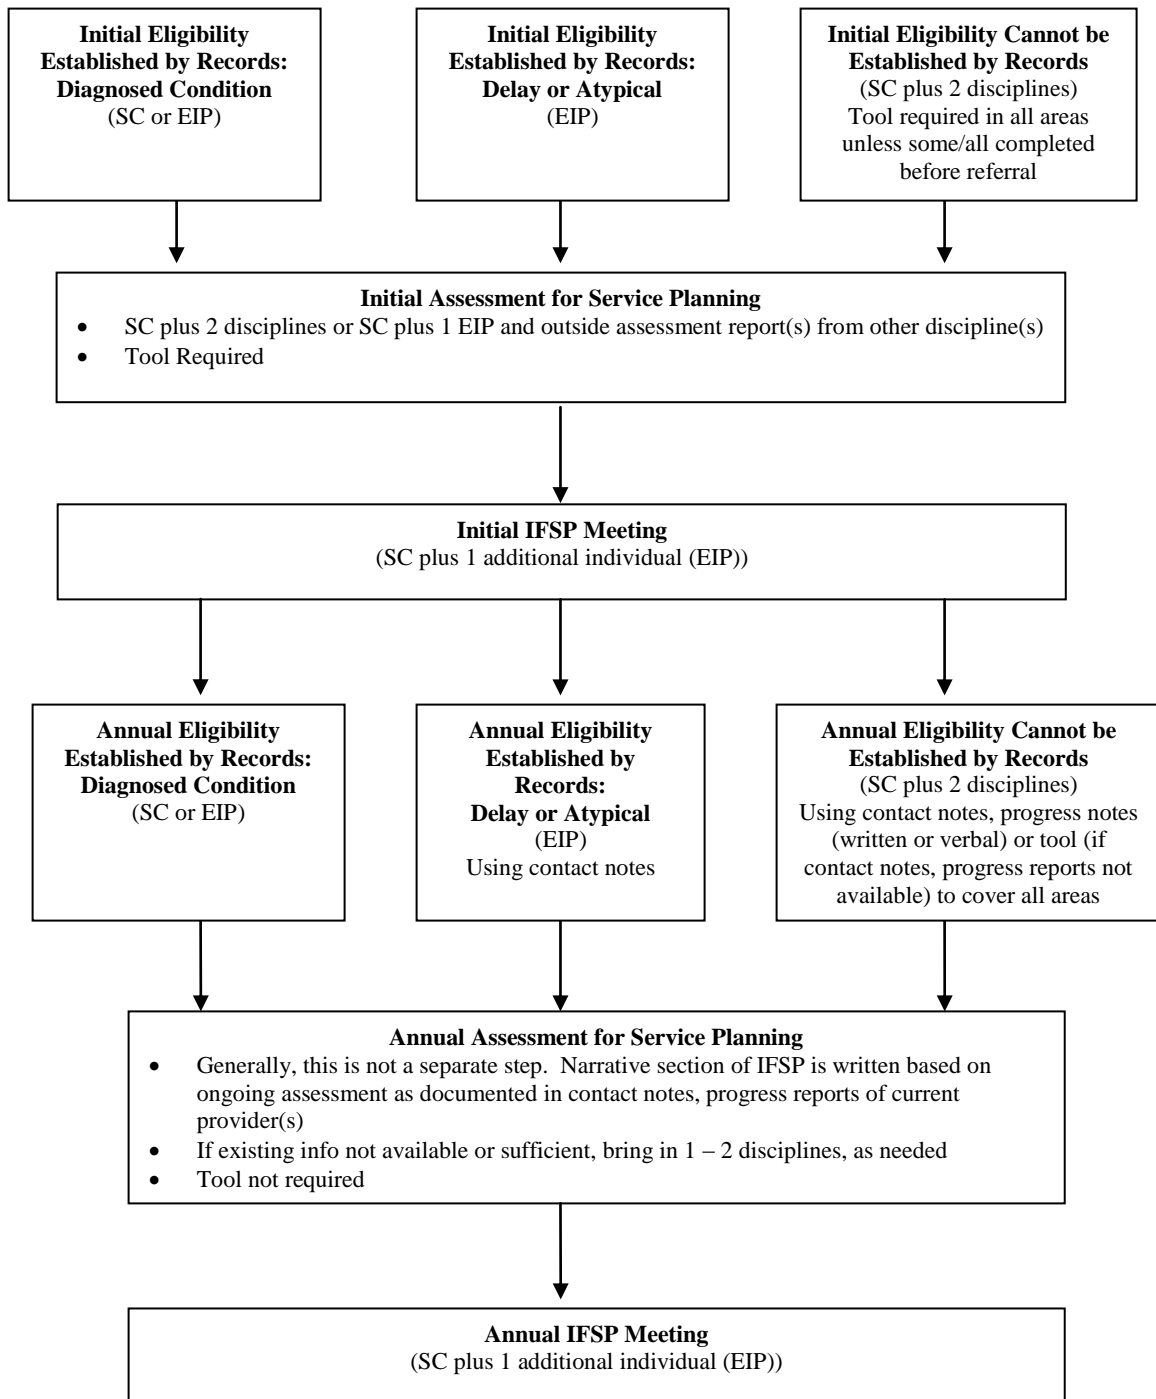 Initial Eligibility
Established by Records:
Diagnosed Condition
(SC or EIP)
Initial Eligibility
Established by Records:
Delay or Atypical
(EIP)
Initial Eligibility Cannot be
Established by Records
(SC plus 2 disciplines)
Tool required in all areas
unless some/all completed
before referral
Initial Assessment for Service Planning
• SC plus 2 disciplines or SC plus 1 EIP and outside assessment report(s) from other discipline(s)
• Tool Required
Initial IFSP Meeting
(SC plus 1 additional individual (EIP))
Annual Eligibility
Established by Records:
Diagnosed Condition
(SC or EIP)
Annual Eligibility
Established by
Records:
Delay or Atypical
(EIP)
Using contact notes
Annual Eligibility Cannot be
Established by Records
(SC plus 2 disciplines)
Using contact notes, progress notes
(written or verbal) or tool (if
contact notes, progress reports not
available) to cover all areas
Annual Assessment for Service Planning
• Generally, this is not a separate step.  Narrative section of IFSP is written based on
ongoing assessment as documented in contact notes, progress reports of current
provider(s)
• If existing info not available or sufficient, bring in 1 – 2 disciplines, as needed
• Tool not required
Annual IFSP Meeting
(SC plus 1 additional individual (EIP))